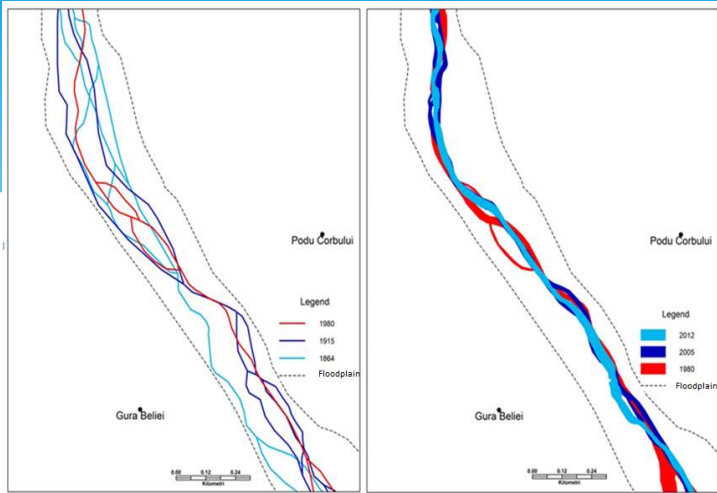 Podu Corbului
Legend
1980
1915
1864
Floodplain
Gura Beliei
0.00 0.12 0.24
Kilometri
Podu Corbului
Legend
2012
2005
1980
Floodplain
Gura Beliei
0.00 0.12 0.24
Kilometri